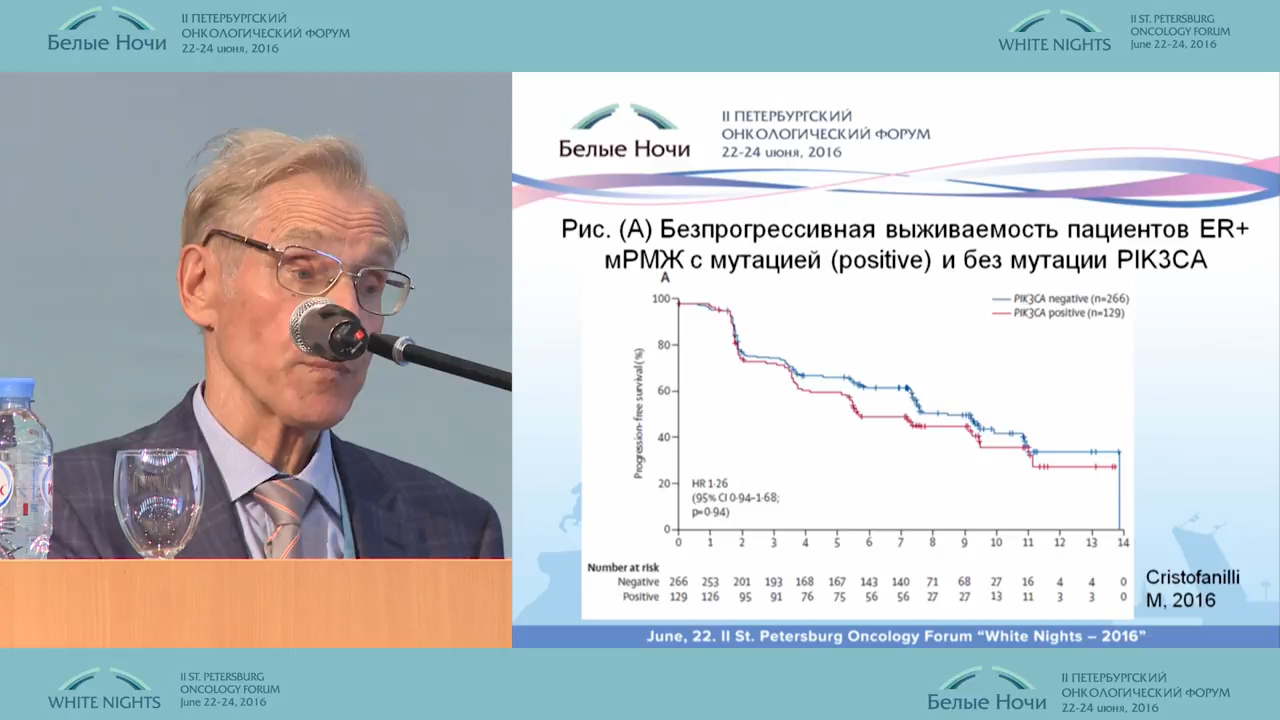 Белые Ночи
II ПЕТЕРБУРГСКИЙ
ОНКОЛОГИЧЕСКИЙ ФОРУМ
22-24 июня, 2016
WHITE NIGHTS
II ST. PETERSBURG
ONCOLOGY FORUM
June 22-24, 2016
Белые Ночи
II ПЕТЕРБУРГСКИЙ
ОНКОЛОГИЧЕСКИЙ ФОРУМ
22-24 июня, 2016
Рис. (А) Безпрогрессивная выживаемость пациентов ER+
мРМЖ с мутацией (positive) и без мутации PIK3CA
A
PIK3CA negative (n=266)
PIK3CA positive (n=129)
Progression-free survival (%)
100
80
60
40
20
0
HR 1·26
(95% CI 0·94–1·68;
p=0·94)
0 1 2 3 4 5 6 7 8 9 10 11 12 13 14
Number at risk
Negative 266 253 201 193 168 167 143 140 71 68 27 16 4 4 0
Positive 129 126 95 91 76 75 56 56 27 27 13 11 3 3 0
Cristofanilli
M, 2016
June, 22. II St. Petersburg Oncology Forum “White Nights – 2016”
WHITE NIGHTS
II ST. PETERSBURG
ONCOLOGY FORUM
June 22-24, 2016
Белые Ночи
II ПЕТЕРБУРГСКИЙ
ОНКОЛОГИЧЕСКИЙ ФОРУМ
22-24 июня, 2016